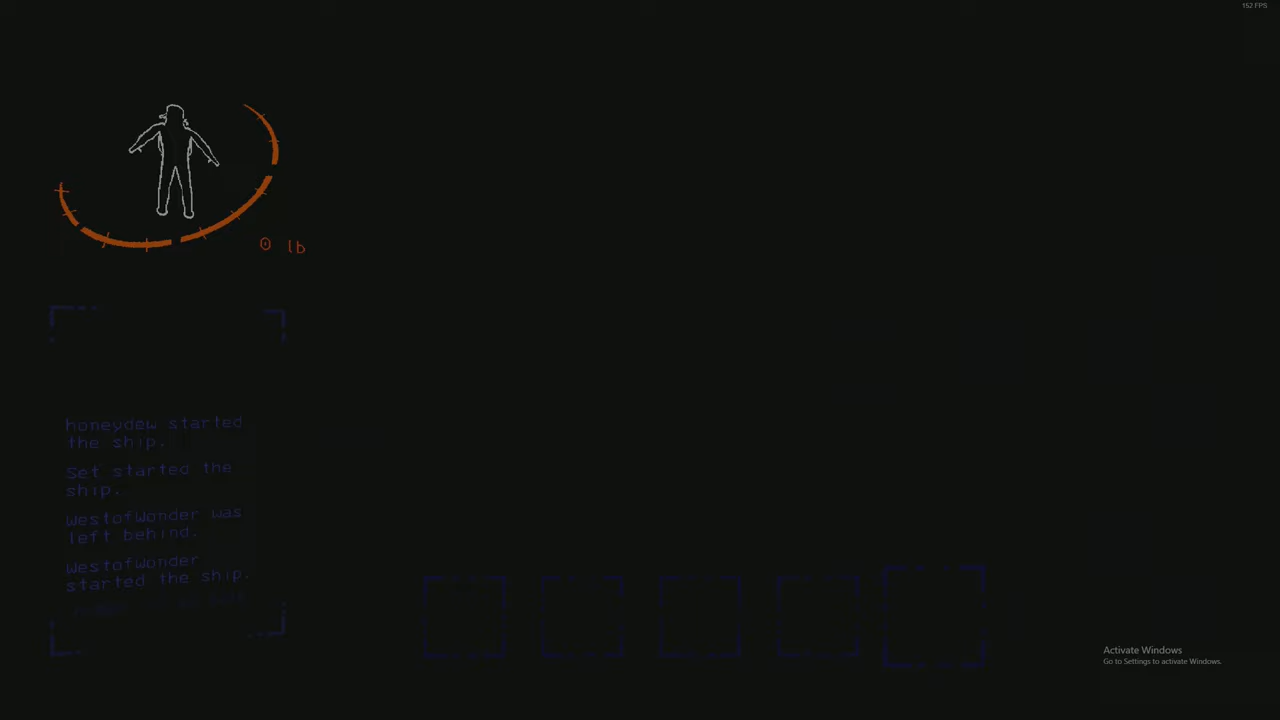 152 FPS
0 lb
honeydew started
the ship.
Set started the
ship.
WestofWonder was
left behind.
WestofWonder
started the ship.
Activate Windows
Go to Settings to activate Windows.